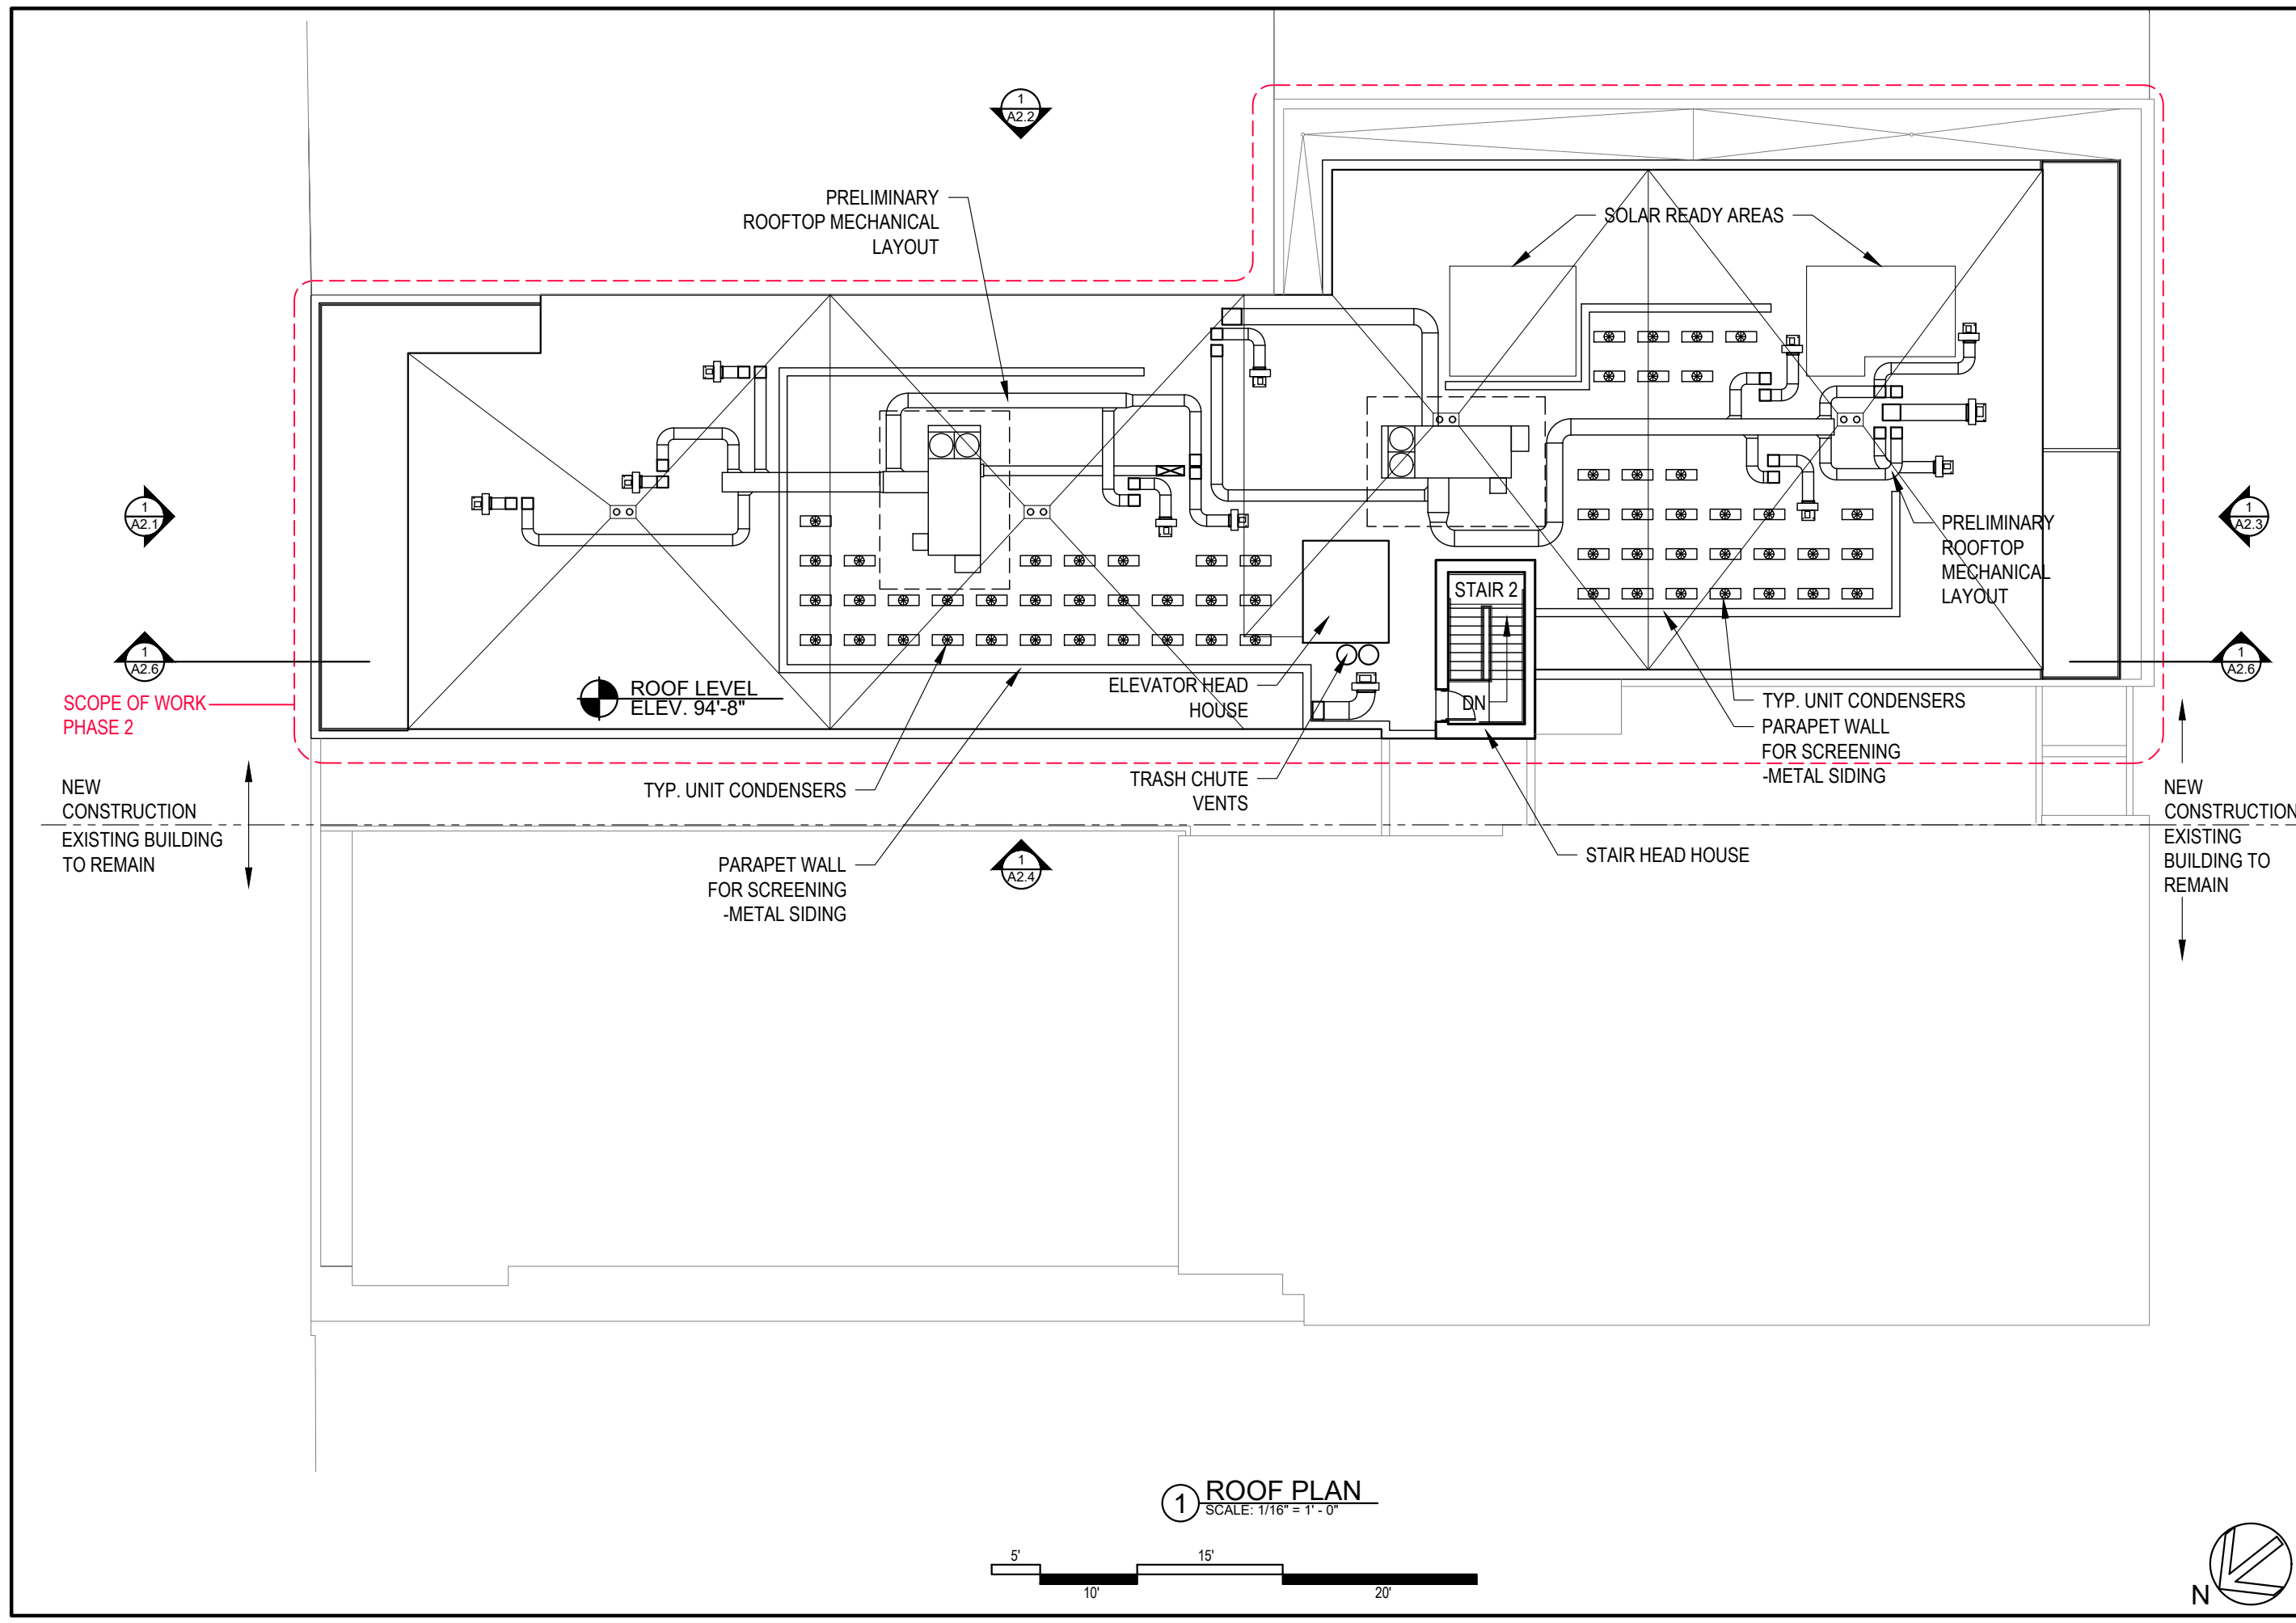 1
A2.2
PRELIMINARY
ROOFTOP MECHANICAL
LAYOUT
SOLAR READY AREAS
1
A2.1
1
A2.3
PRELIMINARY
ROOFTOP
MECHANICAL
LAYOUT
STAIR 2
DN
1
A2.6
1
A2.6
SCOPE OF WORK
PHASE 2
ROOF LEVEL
ELEV. 94'-8"
ELEVATOR HEAD
HOUSE
TYP. UNIT CONDENSERS
PARAPET WALL
FOR SCREENING
-METAL SIDING
TYP. UNIT CONDENSERS
TRASH CHUTE
VENTS
NEW
CONSTRUCTION
EXISTING BUILDING
TO REMAIN
NEW
CONSTRUCTION
EXISTING
BUILDING TO
REMAIN
PARAPET WALL
FOR SCREENING
-METAL SIDING
1
A2.4
STAIR HEAD HOUSE
1
ROOF PLAN
SCALE: 1/16" = 1' - 0"
5'
15'
10'
20'
N